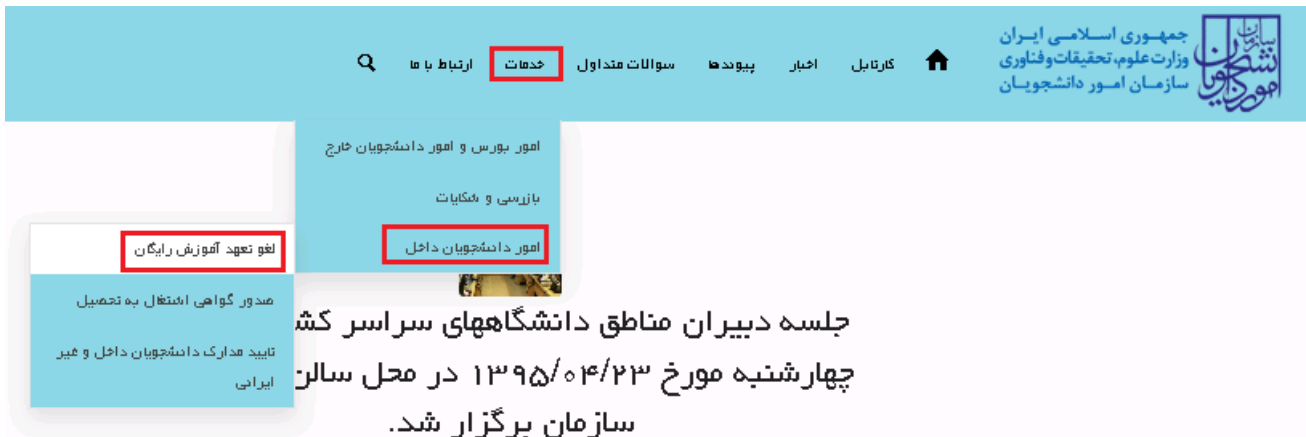 سازمان امور دانشجویان
جمهوری اسلامی ایران
وزارت علوم، تحقیقات و فناوری
سازمان امور دانشجویان
کارتابل اخبار پیوندها سوالات متداول خدمات ارتباط با ما
امور بورس و امور دانشجویان خارج
بازرسی و شکایات
امور دانشجویان داخل
لغو تعهد آموزش رایگان
صدور گواهی اشتغال به تحصیل
تایید مدارک دانشجویان داخل و غیر
ایرانی
جلسه دبیران مناطق دانشگاههای سراسر کش
چهارشنبه مورخ ۱۳۹۵/۰۴/۲۳ در محل سالن
سازمان برگزار شد.